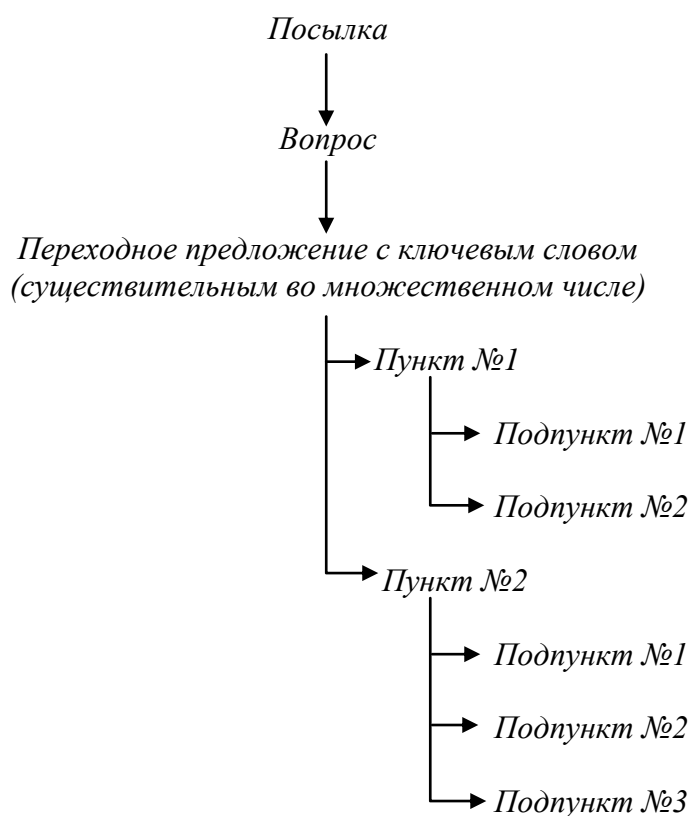 Посылка
Вопрос
Переходное предложение с ключевым словом
(существительным во множественном числе)
Пункт №1
Подпункт №1
Подпункт №2
Пункт №2
Подпункт №1
Подпункт №2
Подпункт №3